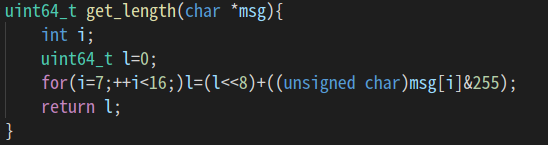 uint64_t get_length(char *msg){
    int i;
    uint64_t l=0;
    for(i=7;++i<16;)l=(l<<8)+((unsigned char)msg[i]&255);
    return l;
}